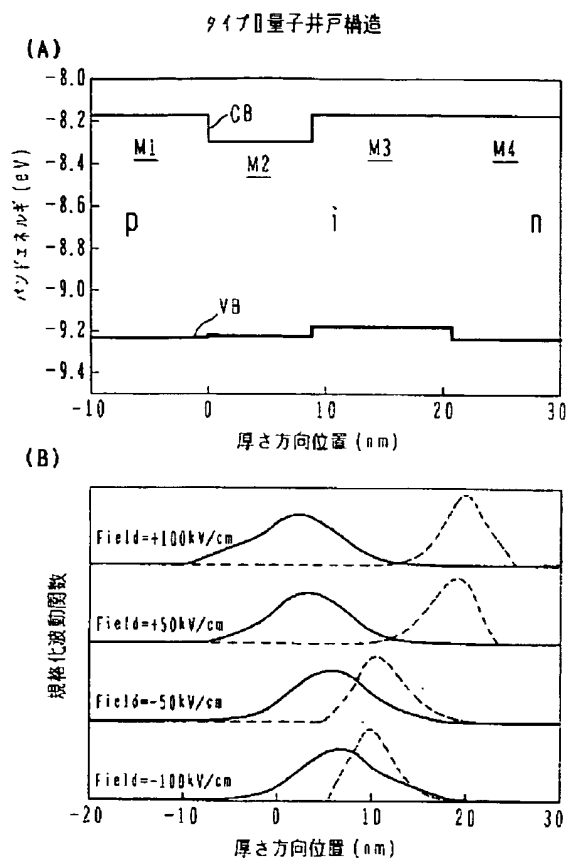 タイプII量子井戸構造
(A)
バンドエネルギ(eV)
-8.0
-8.2
-8.4
-8.6
-8.8
-9.0
-9.2
-9.4
CB
M1
M2
M3
M4
p
i
n
VB
-10
0
10
20
30
厚さ方向位置(nm)
(B)
規格化波動関数
Field=+100kV/cm
Field=+50kV/cm
Field=-50kV/cm
Field=-100kV/cm
-20
-10
0
10
20
30
厚さ方向位置(nm)